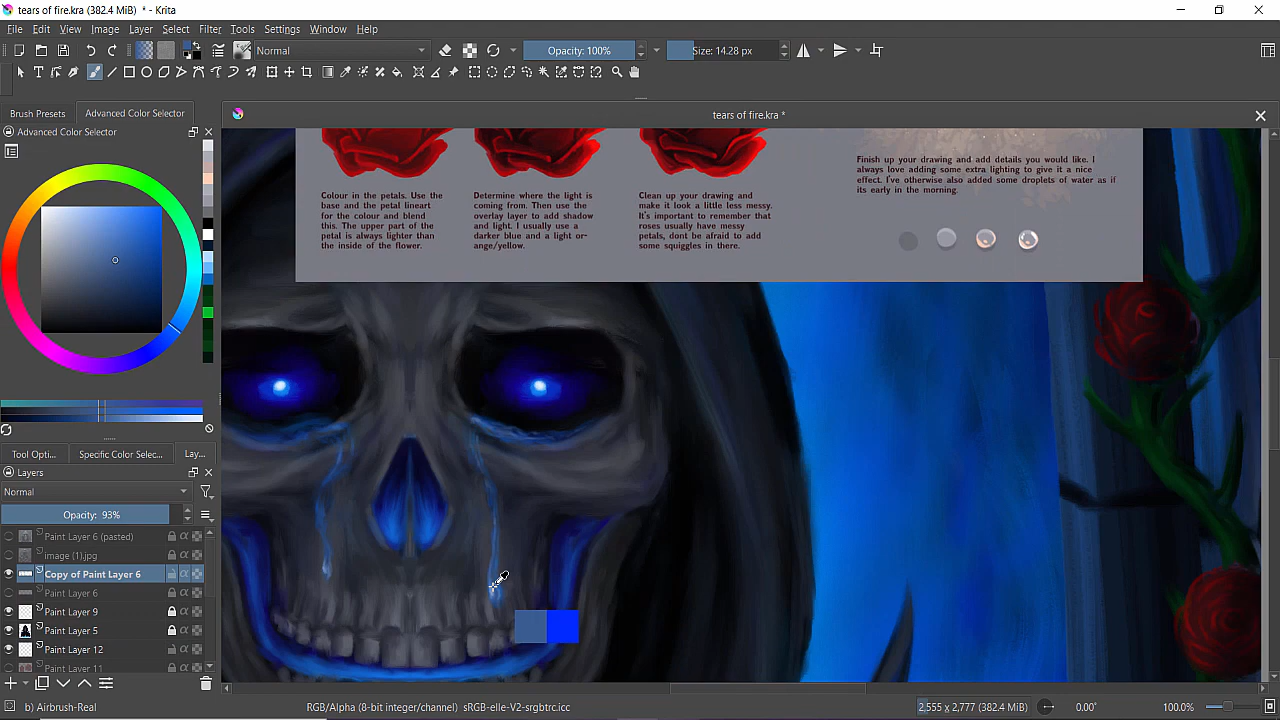 tears of fire.kra (382.4 MiB) * - Krita
File Edit View Image Layer Select Filter Tools Settings Window Help
Normal Opacity: 100% Size: 14.28 px
Brush Presets Advanced Color Selector
tears of fire.kra *
Advanced Color Selector
Colour in the petals. Use the
base and the petal lineart
for the colour and blend
this. The upper part of the
petal is always lighter than
the inside of the flower.
Determine where the light is
coming from. Then use the
overlay layer to add shadow
and light. I usually use a
darker blue and a light or-
ange/yellow.
Clean up your drawing and
make it look a little less messy.
It's important to remember that
roses usually have messy
petals, dont be afraid to add
some squiggles in there.
Finish up your drawing and add details you would like. I
always love adding some extra lighting to give it a nice
effect. I've otherwise also added some droplets of water as if
its early in the morning.
Tool Opti... Specific Color Selec... Lay...
Layers
Normal
Opacity: 93%
Paint Layer 6 (pasted)
image (1).jpg
Copy of Paint Layer 6
Paint Layer 6
Paint Layer 9
Paint Layer 5
Paint Layer 12
Paint Layer 11
b) Airbrush-Real RGB/Alpha (8-bit integer/channel) sRGB-elle-V2-srgbtrc.icc 2,555 x 2,777 (382.4 MiB) 0.00° 100.0%